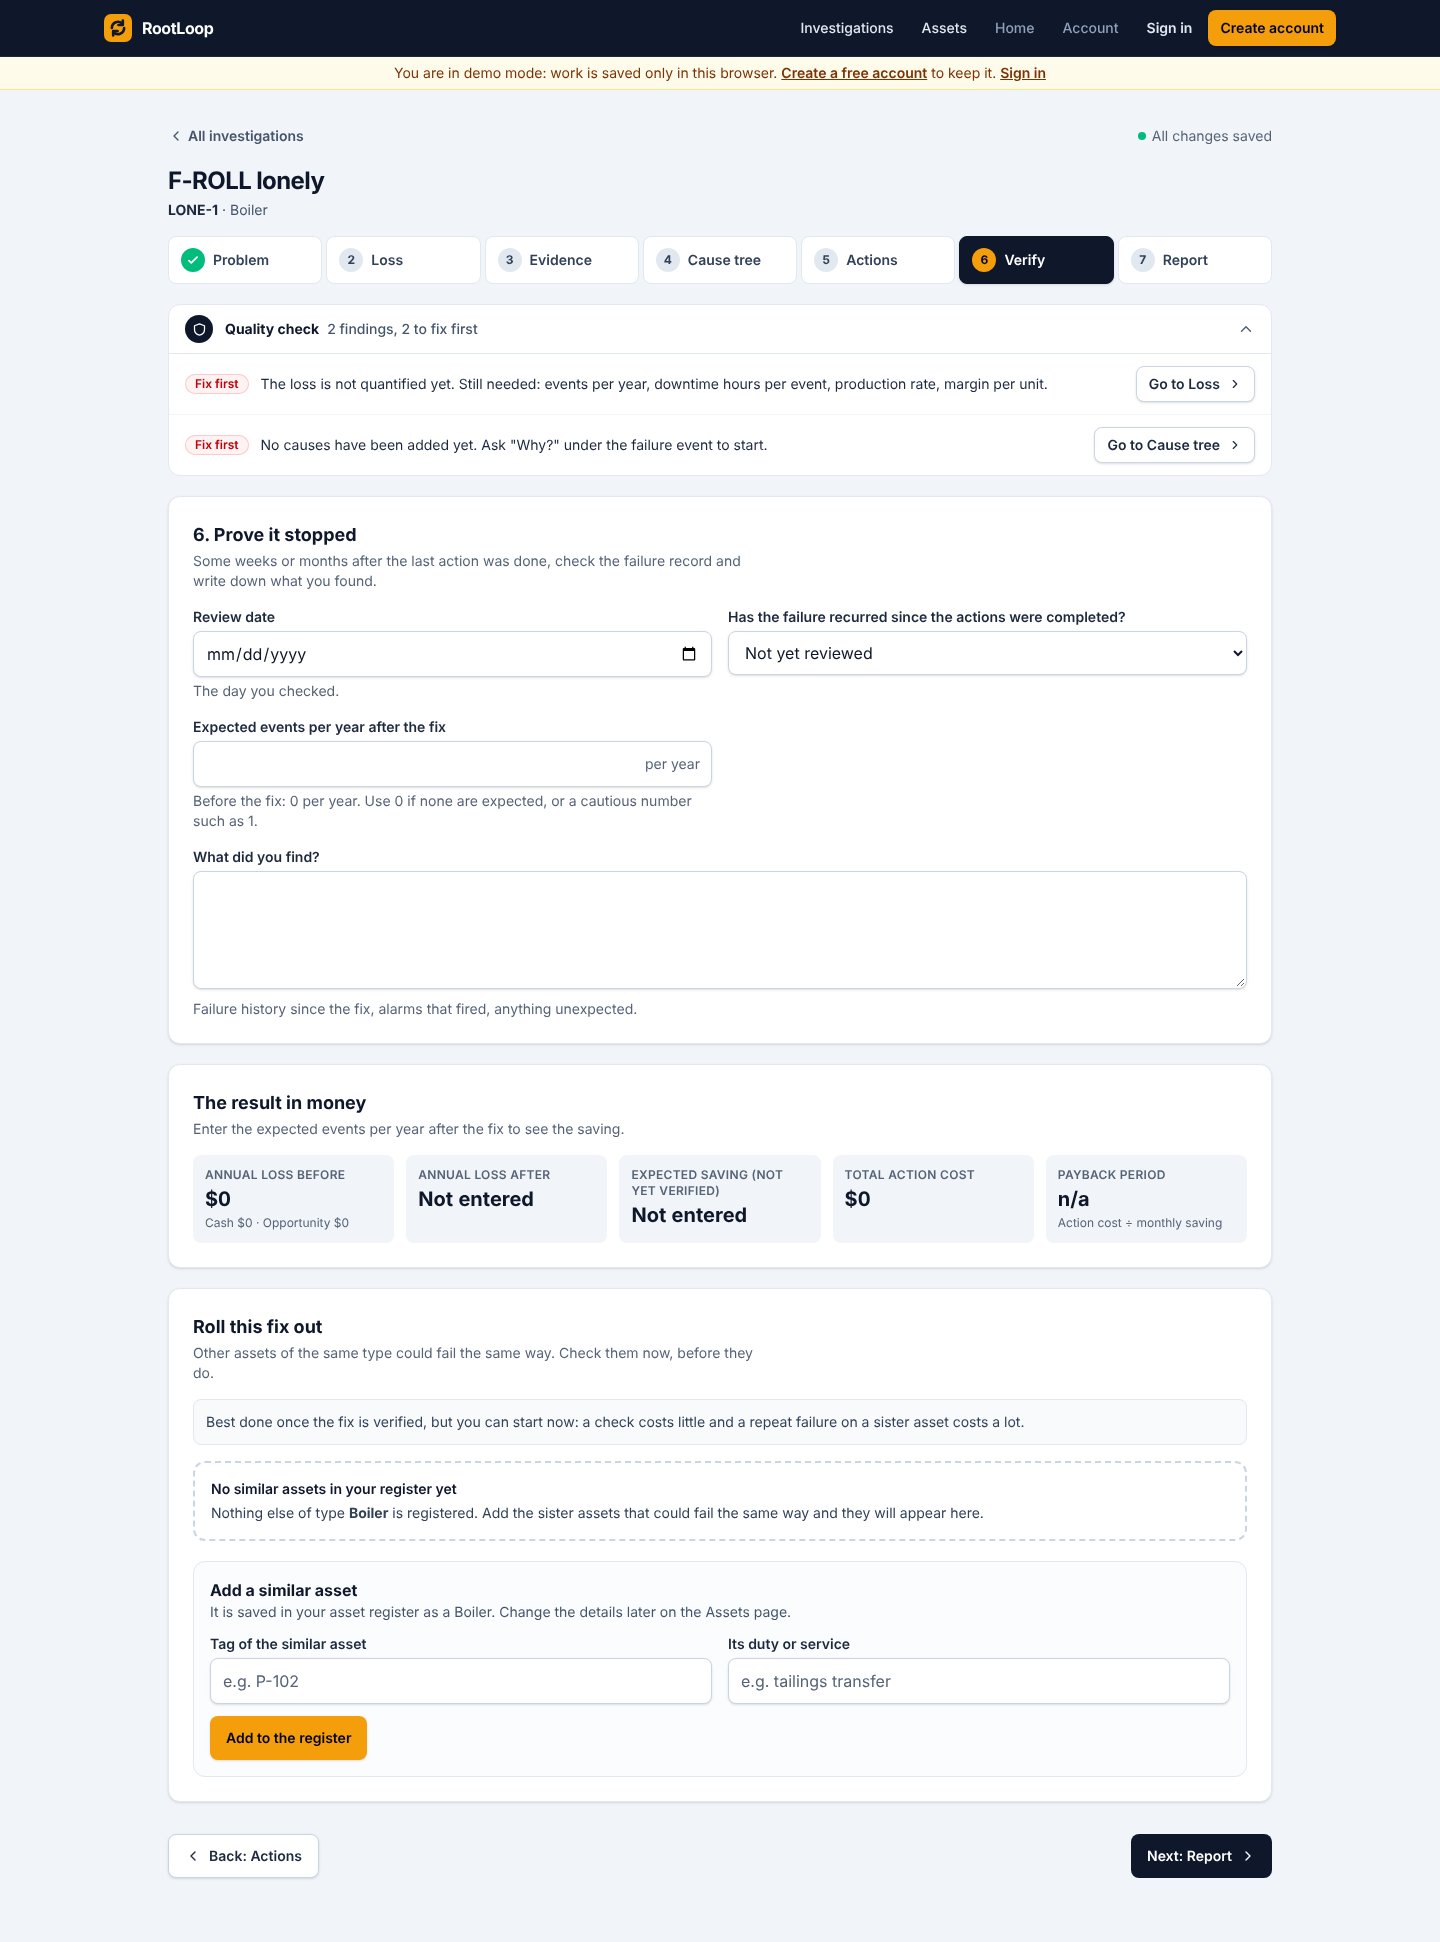 RootLoop
Investigations Assets Home Account Sign in Create account
You are in demo mode: work is saved only in this browser. Create a free account to keep it. Sign in
All investigations
All changes saved
F-ROLL lonely
LONE-1 · Boiler
Problem
2 Loss
3 Evidence
4 Cause tree
5 Actions
6 Verify
7 Report
Quality check 2 findings, 2 to fix first
Fix first The loss is not quantified yet. Still needed: events per year, downtime hours per event, production rate, margin per unit. Go to Loss
Fix first No causes have been added yet. Ask "Why?" under the failure event to start. Go to Cause tree
6. Prove it stopped
Some weeks or months after the last action was done, check the failure record and
write down what you found.
Review date
mm/dd/yyyy
The day you checked.
Has the failure recurred since the actions were completed?
Not yet reviewed
Expected events per year after the fix
per year
Before the fix: 0 per year. Use 0 if none are expected, or a cautious number
such as 1.
What did you find?
Failure history since the fix, alarms that fired, anything unexpected.
The result in money
Enter the expected events per year after the fix to see the saving.
ANNUAL LOSS BEFORE
$0
Cash $0 · Opportunity $0
ANNUAL LOSS AFTER
Not entered
EXPECTED SAVING (NOT
YET VERIFIED)
Not entered
TOTAL ACTION COST
$0
PAYBACK PERIOD
n/a
Action cost ÷ monthly saving
Roll this fix out
Other assets of the same type could fail the same way. Check them now, before they
do.
Best done once the fix is verified, but you can start now: a check costs little and a repeat failure on a sister asset costs a lot.
No similar assets in your register yet
Nothing else of type Boiler is registered. Add the sister assets that could fail the same way and they will appear here.
Add a similar asset
It is saved in your asset register as a Boiler. Change the details later on the Assets page.
Tag of the similar asset
e.g. P-102
Its duty or service
e.g. tailings transfer
Add to the register
Back: Actions
Next: Report